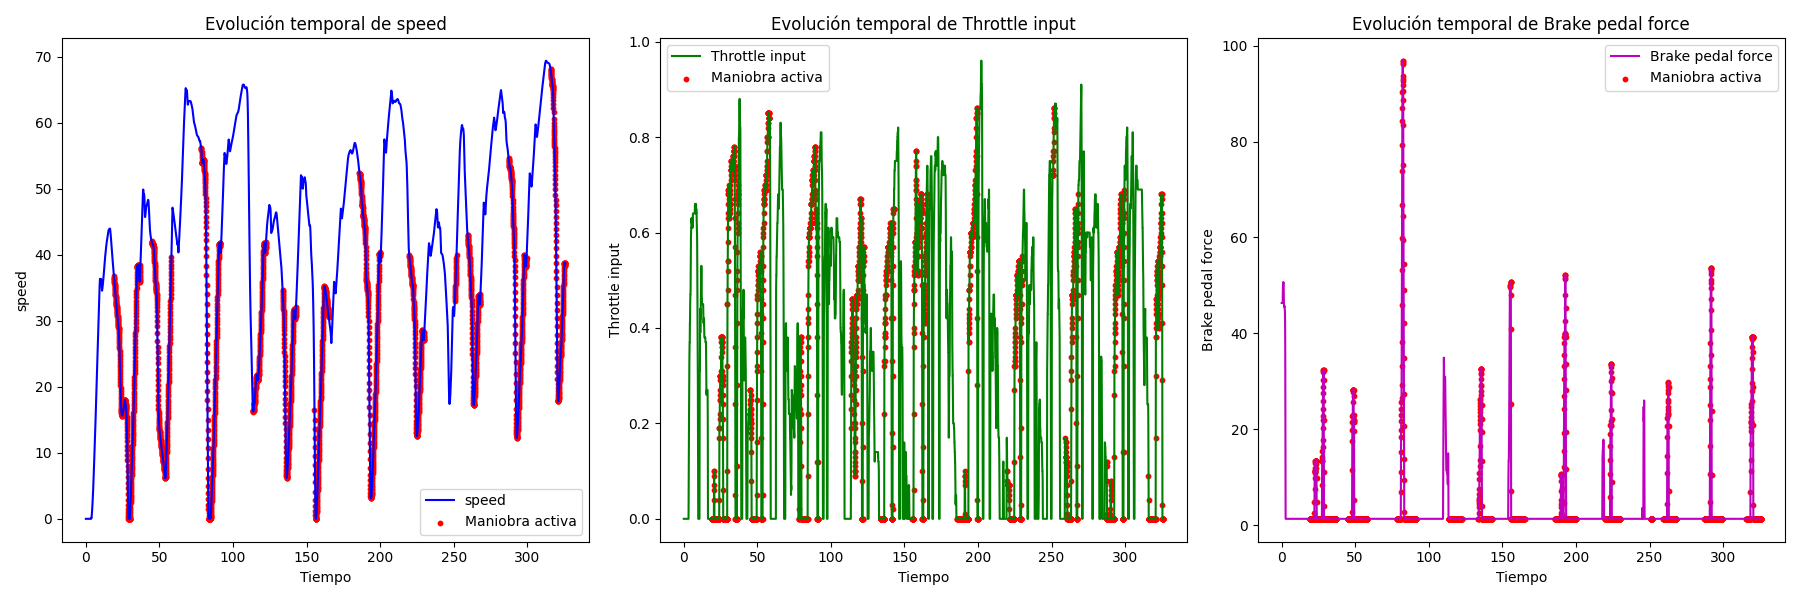 Evolución temporal de speed
70
60
50
40
30
20
10
0
speed
0
50
100
150
200
250
300
Tiempo
speed
Maniobra activa
Evolución temporal de Throttle input
1.0
0.8
0.6
0.4
0.2
0.0
Throttle input
0
50
100
150
200
250
300
Tiempo
Throttle input
Maniobra activa
Evolución temporal de Brake pedal force
100
80
60
40
20
0
Brake pedal force
0
50
100
150
200
250
300
Tiempo
Brake pedal force
Maniobra activa